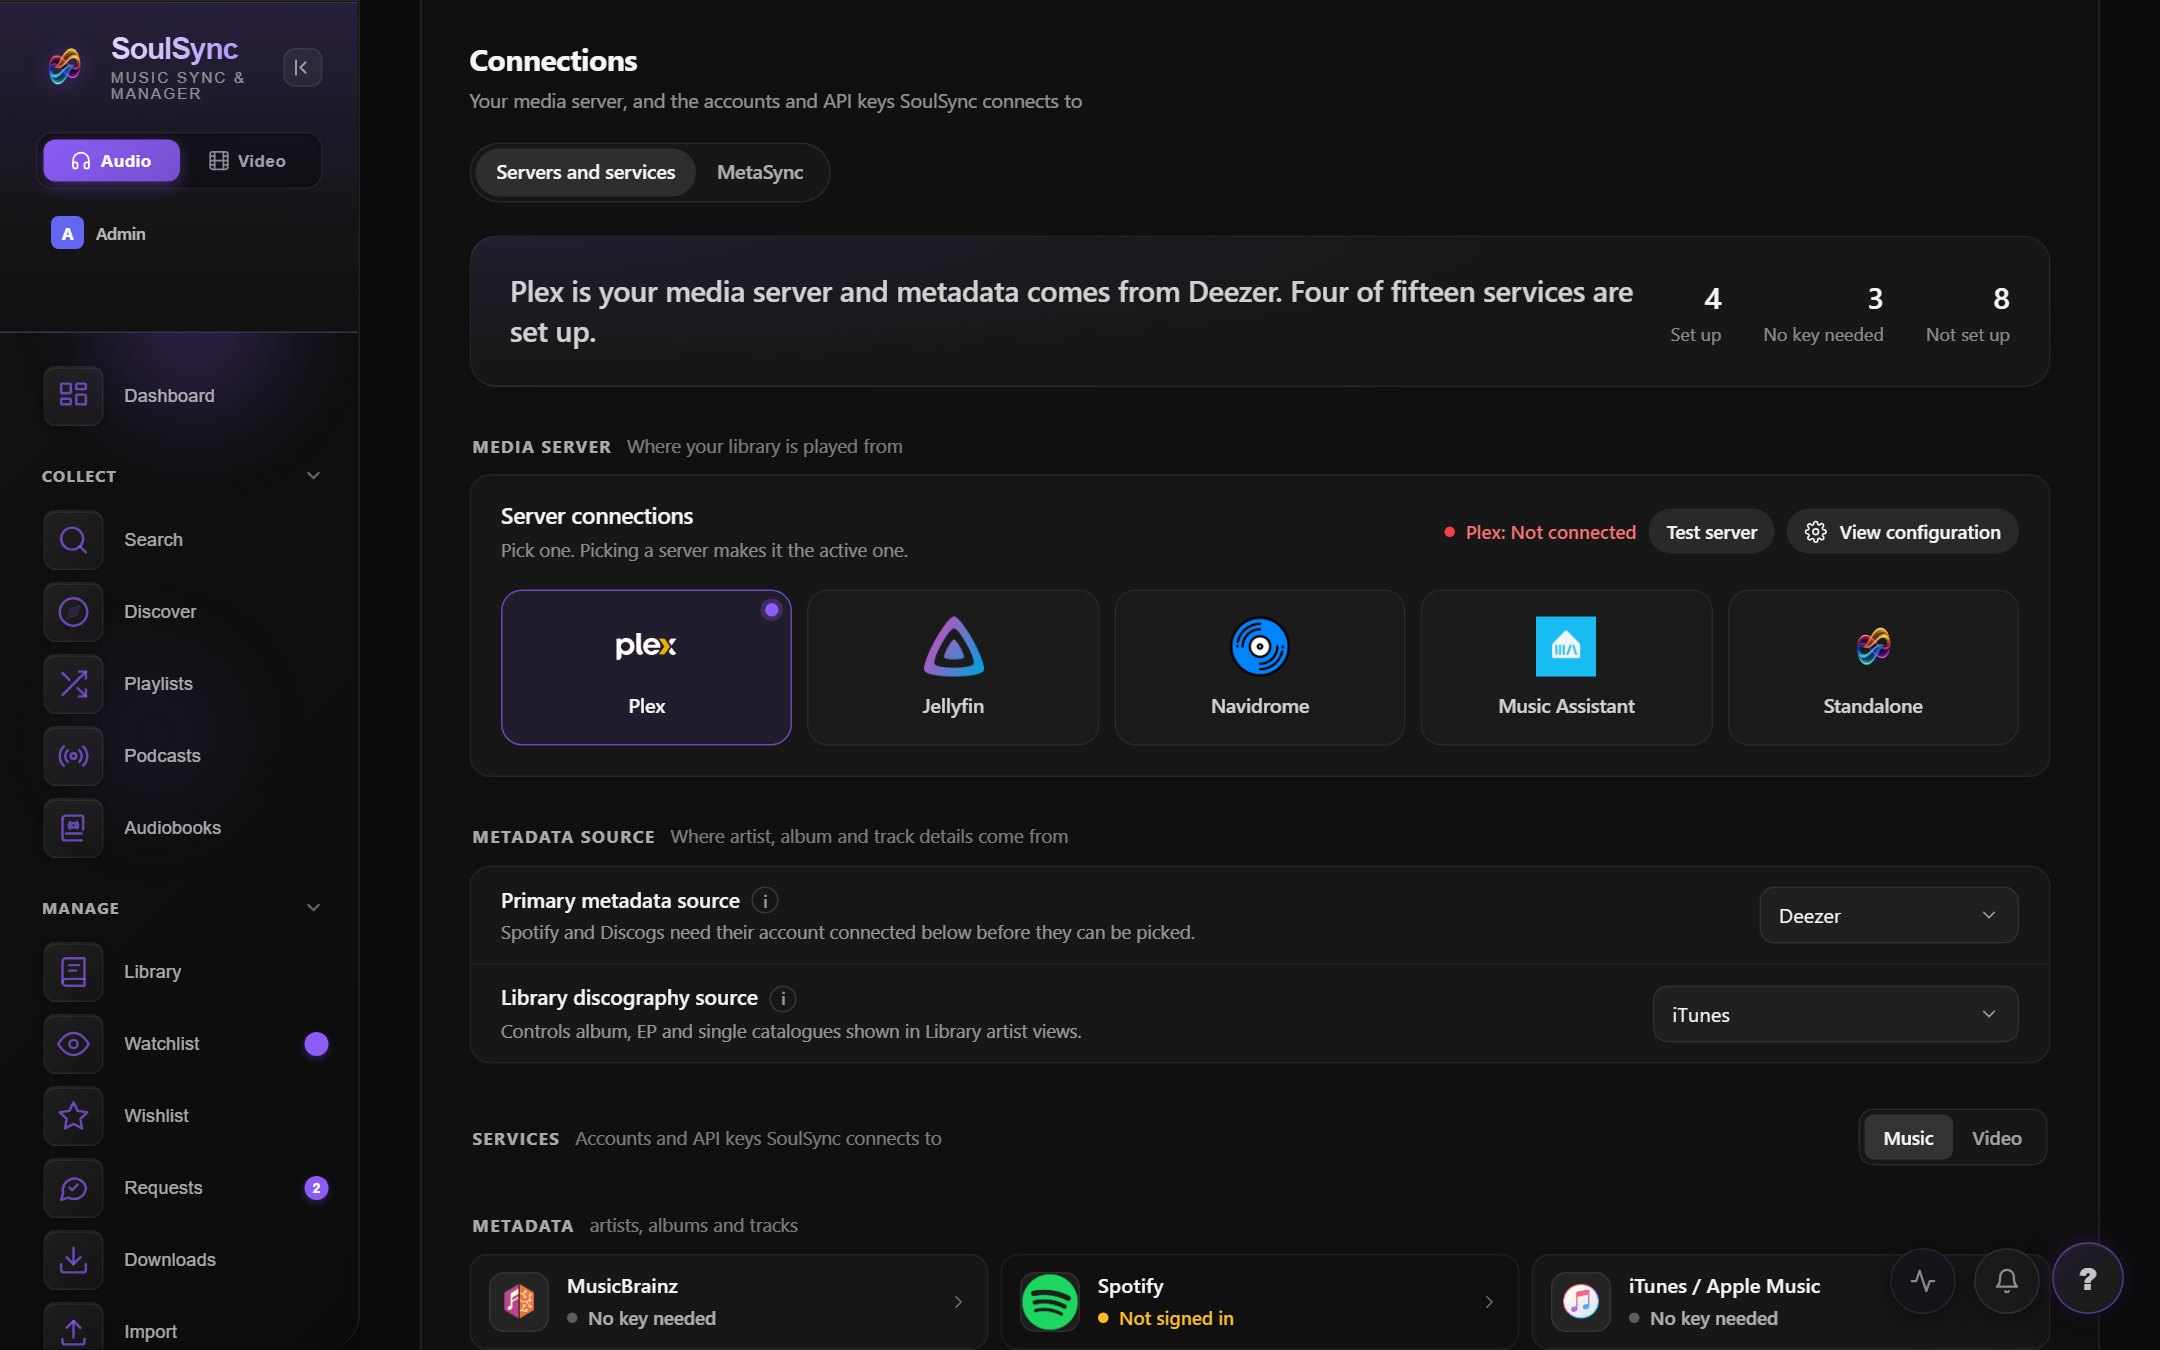 SoulSync
MUSIC SYNC &
MANAGER
Audio
Video
A
Admin
Dashboard
COLLECT
Search
Discover
Playlists
Podcasts
Audiobooks
MANAGE
Library
Watchlist
Wishlist
Requests
2
Downloads
Import
Connections
Your media server, and the accounts and API keys SoulSync connects to
Servers and services
MetaSync
Plex is your media server and metadata comes from Deezer. Four of fifteen services are
set up.
4
Set up
3
No key needed
8
Not set up
MEDIA SERVER Where your library is played from
Server connections
Pick one. Picking a server makes it the active one.
Plex: Not connected
Test server
View configuration
plex
Plex
Jellyfin
Navidrome
Music Assistant
Standalone
METADATA SOURCE Where artist, album and track details come from
Primary metadata source i
Spotify and Discogs need their account connected below before they can be picked.
Deezer
Library discography source i
Controls album, EP and single catalogues shown in Library artist views.
iTunes
SERVICES Accounts and API keys SoulSync connects to
Music
Video
METADATA artists, albums and tracks
MusicBrainz
No key needed
Spotify
Not signed in
iTunes / Apple Music
No key needed
?